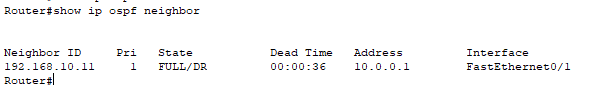 Router#show ip ospf neighbor
Neighbor ID     Pri   State           Dead Time   Address         Interface
192.168.10.11     1   FULL/DR         00:00:36    10.0.0.1        FastEthernet0/1
Router#